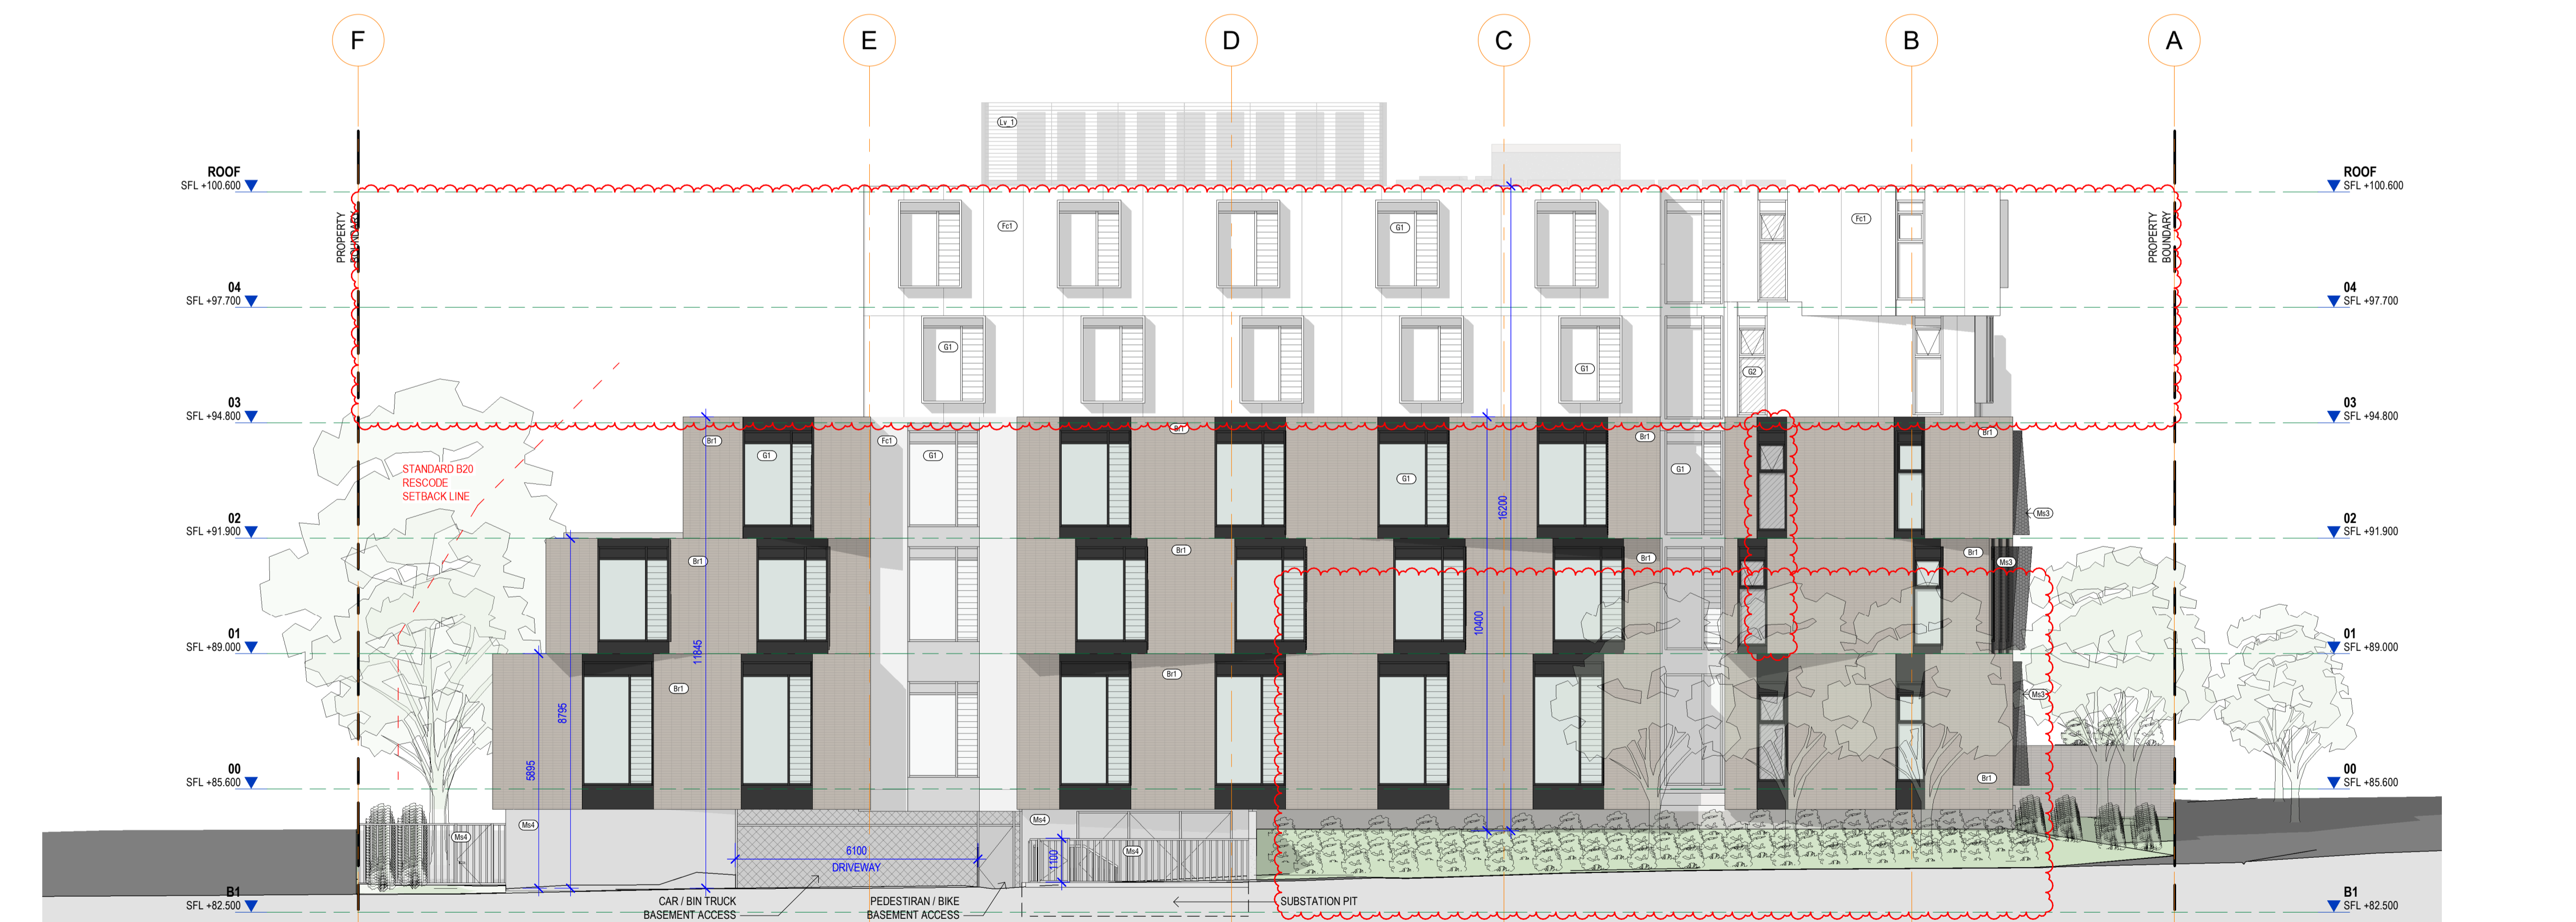 F
E
D
C
B
A
Lv_1
ROOF
SFL +100.600
ROOF
SFL +100.600
PROPERTY
BOUNDARY
PROPERTY
BOUNDARY
Fc1
G1
Fc1
04
SFL +97.700
04
SFL +97.700
G1
G1
G2
03
SFL +94.800
03
SFL +94.800
Br1
Fc1
Br1
Br1
Br1
G1
G1
G1
G1
STANDARD B20
RESCODE
SETBACK LINE
16200
Ms3
02
SFL +91.900
02
SFL +91.900
Br1
Br1
Br1
Br1
Ms3
10400
11845
01
SFL +89.000
01
SFL +89.000
Br1
Br1
Ms3
8795
5895
00
SFL +85.600
00
SFL +85.600
Br1
Ms4
Ms4
Ms4
Ms4
6100
DRIVEWAY
1100
B1
SFL +82.500
B1
SFL +82.500
CAR / BIN TRUCK
BASEMENT ACCESS
PEDESTIRAN / BIKE
BASEMENT ACCESS
SUBSTATION PIT